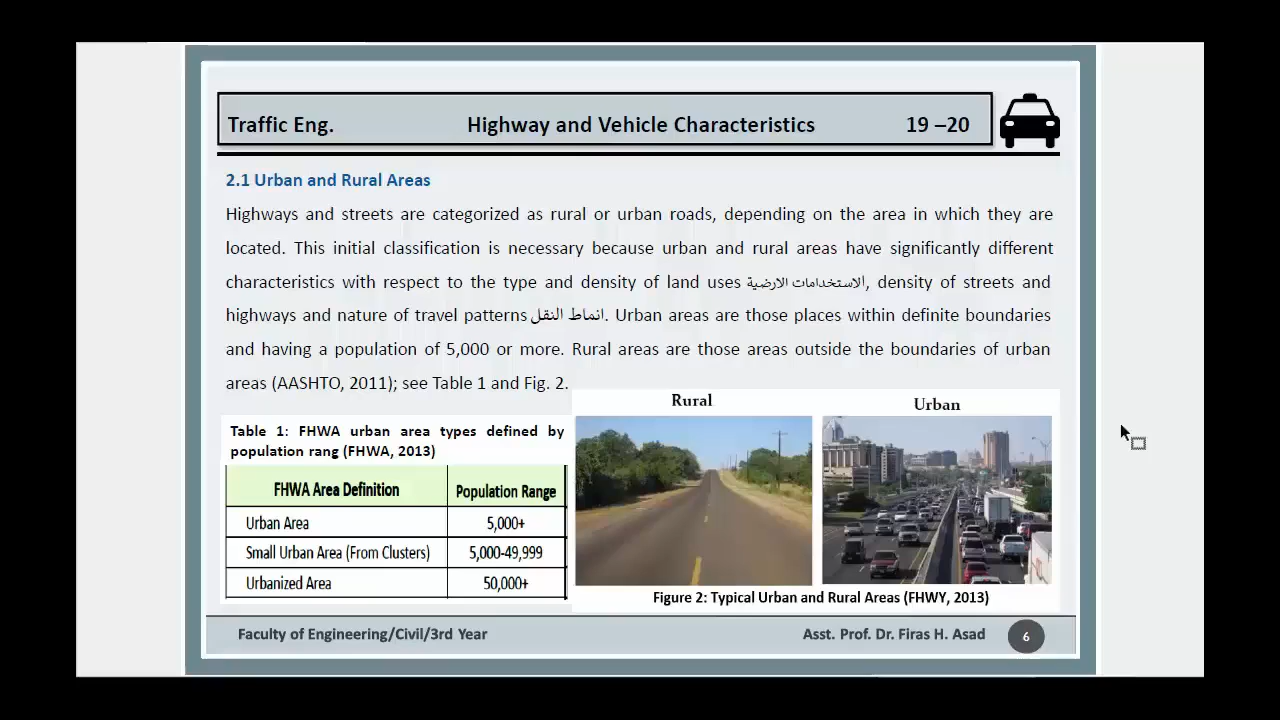 Traffic Eng. Highway and Vehicle Characteristics 19 –20
2.1 Urban and Rural Areas
Highways and streets are categorized as rural or urban roads, depending on the area in which they are
located. This initial classification is necessary because urban and rural areas have significantly different
characteristics with respect to the type and density of land uses الاستخدامات الارضية, density of streets and
highways and nature of travel patterns انماط النقل. Urban areas are those places within definite boundaries
and having a population of 5,000 or more. Rural areas are those areas outside the boundaries of urban
areas (AASHTO, 2011); see Table 1 and Fig. 2.
Table 1: FHWA urban area types defined by
population rang (FHWA, 2013)
FHWA Area Definition Population Range
Urban Area 5,000+
Small Urban Area (From Clusters) 5,000-49,999
Urbanized Area 50,000+
Rural Urban
Figure 2: Typical Urban and Rural Areas (FHWY, 2013)
Faculty of Engineering/Civil/3rd Year Asst. Prof. Dr. Firas H. Asad 6